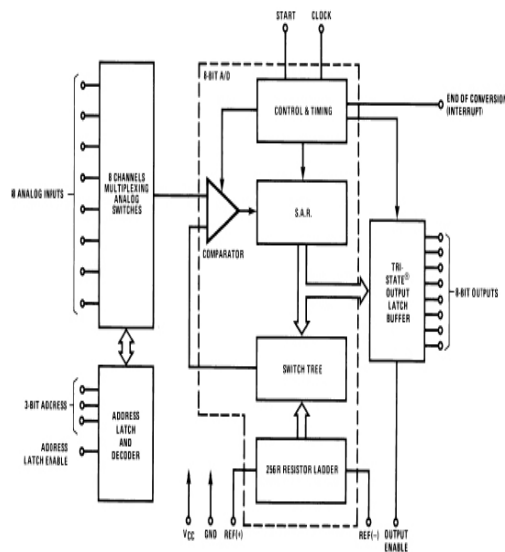 START
CLOCK
8-BIT A/D
CONTROL & TIMING
END OF CONVERSION
(INTERRUPT)
8 CHANNELS
MULTIPLEXING
ANALOG
SWITCHES
8 ANALOG INPUTS
S.A.R.
COMPARATOR
TRI-
STATE®
OUTPUT
LATCH
BUFFER
8-BIT OUTPUTS
SWITCH TREE
3-BIT ADDRESS
ADDRESS
LATCH
AND
DECODER
ADDRESS
LATCH ENABLE
256R RESISTOR LADDER
VCC
GND
REF(+)
REF(−)
OUTPUT
ENABLE